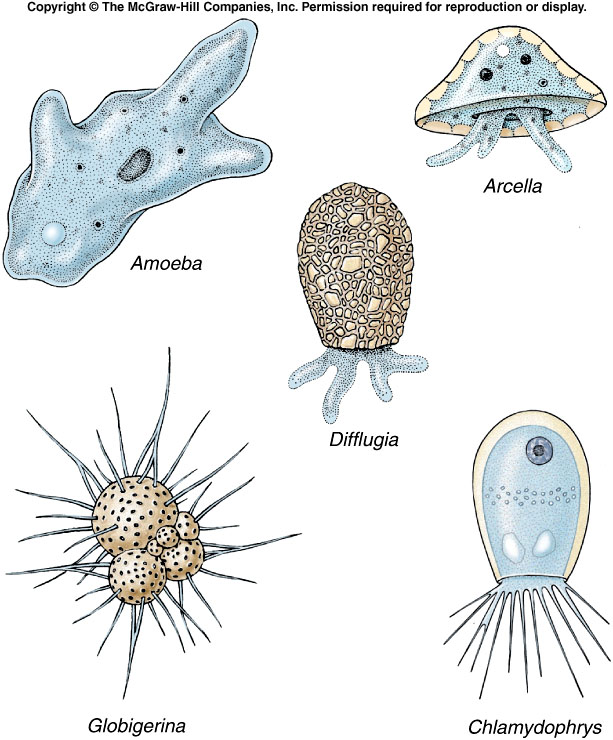 Copyright © The McGraw-Hill Companies, Inc. Permission required for reproduction or display.
Arcella
Amoeba
Difflugia
Globigerina
Chlamydophrys